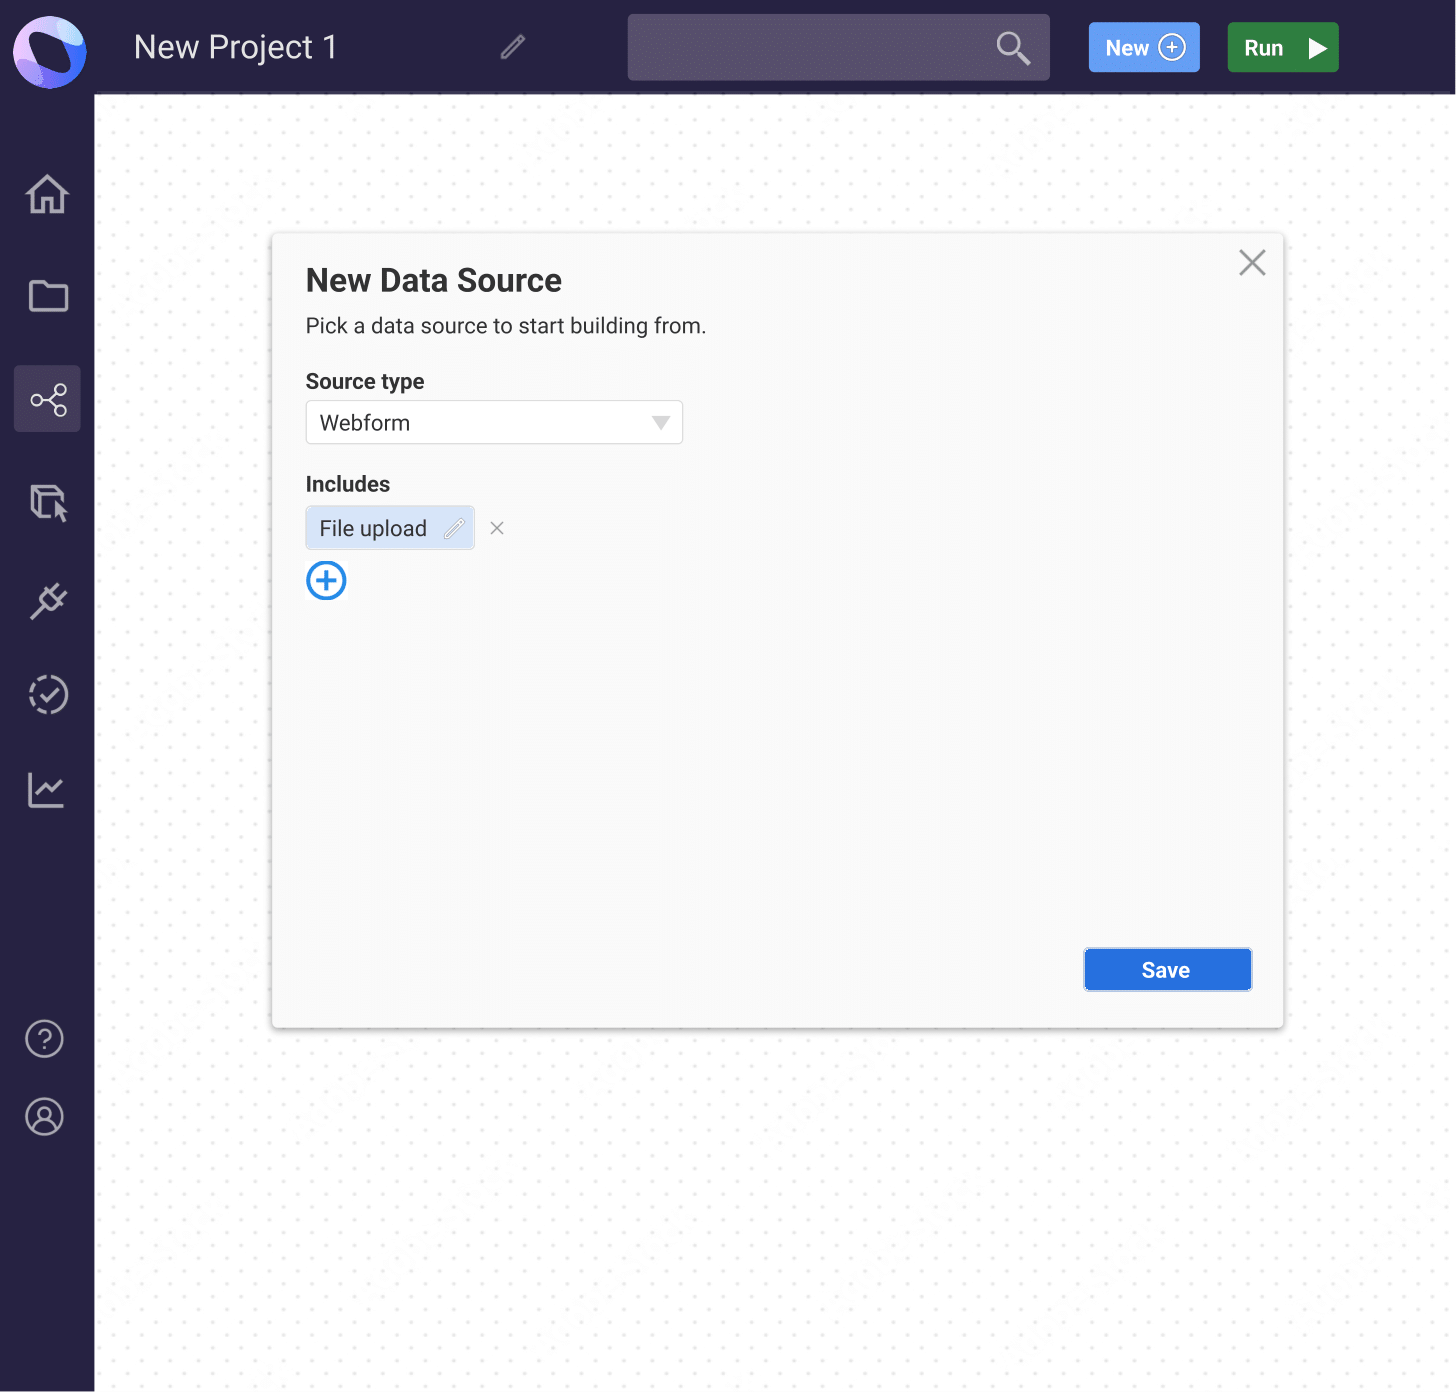 New Project 1
New
Run
New Data Source
Pick a data source to start building from.
Source type
Webform
Includes
File upload
Save